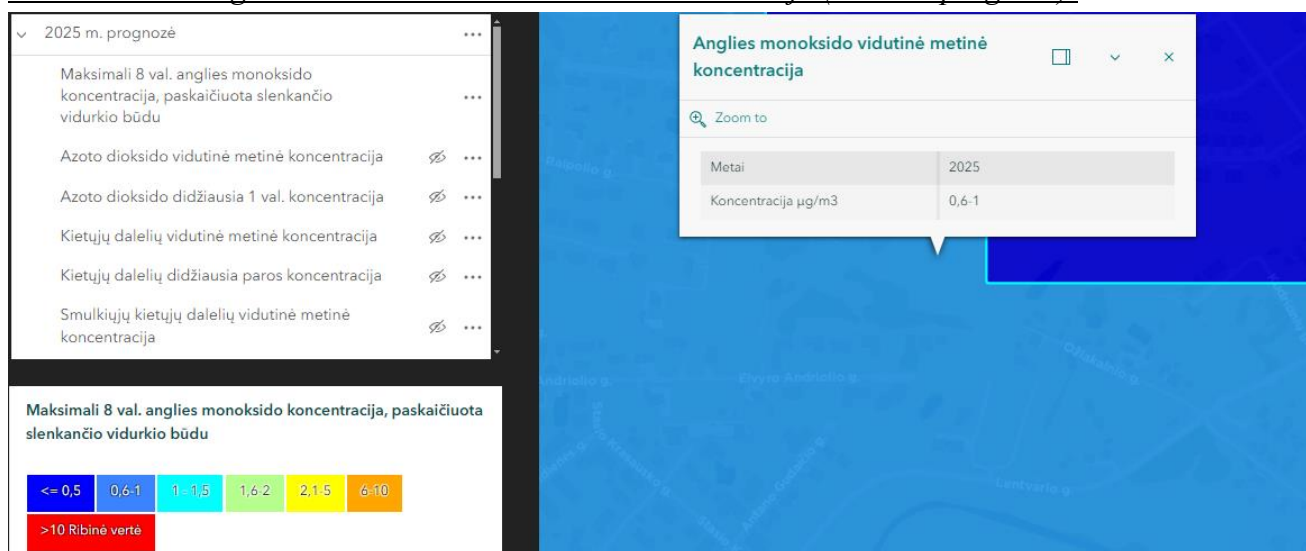 2025 m. prognozė
Maksimali 8 val. anglies monoksido
koncentracija, paskaičiuota slenkančio
vidurkio būdu
Azoto dioksido vidutinė metinė koncentracija
Azoto dioksido didžiausia 1 val. koncentracija
Kietųjų dalelių vidutinė metinė koncentracija
Kietųjų dalelių didžiausia paros koncentracija
Smulkiųjų kietųjų dalelių vidutinė metinė
koncentracija
Maksimali 8 val. anglies monoksido koncentracija, paskaičiuota
slenkančio vidurkio būdu
<= 0,5 0,6-1 1 - 1,5 1,6-2 2,1-5 6-10
>10 Ribinė vertė
Anglies monoksido vidutinė metinė
koncentracija
Zoom to
Metai 2025
Koncentracija µg/m3 0,6-1
Elvyro Andriolio g.
Lentvario g.